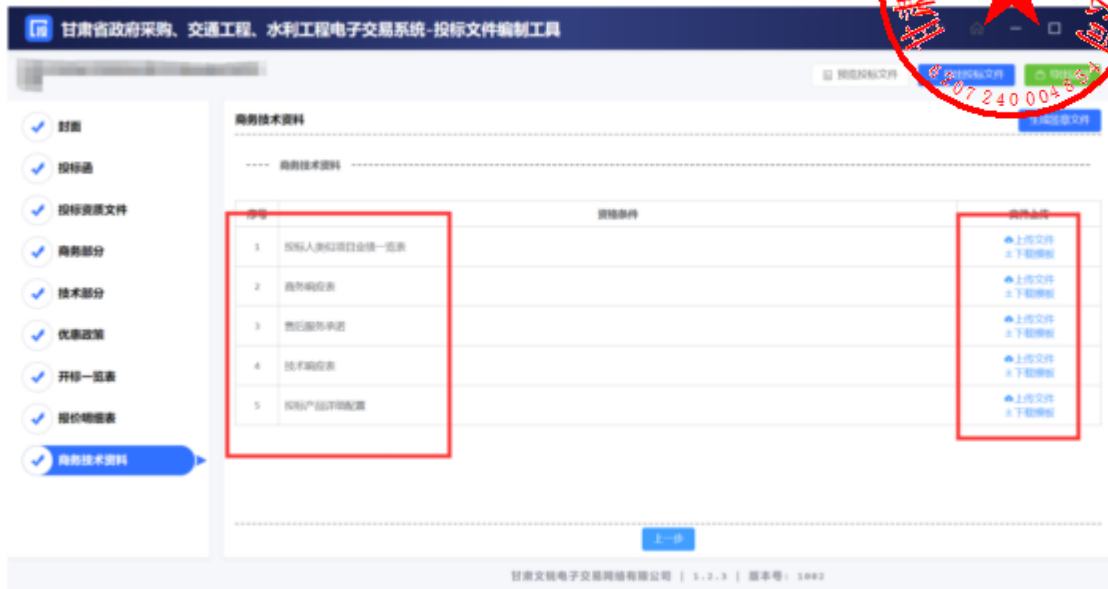 甘肃省政府采购、交通工程、水利工程电子交易系统-投标文件编制工具
预览投标文件
封面
商务技术资料
投标函
商务技术资料
投标资质文件
序号 资格条件 文件上传
商务部分
1 投标人类似项目业绩一览表 上传文件
下载模板
技术部分
2 商务响应表 上传文件
下载模板
优惠政策
3 售后服务承诺 上传文件
下载模板
开标一览表
4 技术响应表 上传文件
下载模板
报价明细表
5 投标产品详细配置 上传文件
下载模板
商务技术资料
上一步
甘肃文锐电子交易网络有限公司 | 1.2.3 | 版本号: 1002